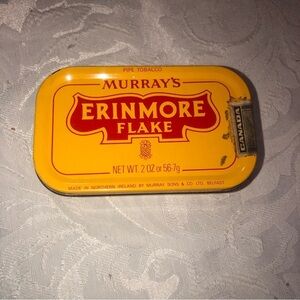 PIPE TOBACCO
MURRAY'S
ERINMORE
FLAKE
NET WT. 2 OZ or 56·7g
MADE IN NORTHERN IRELAND BY MURRAY SONS & CO LTD. BELFAST
CANADA